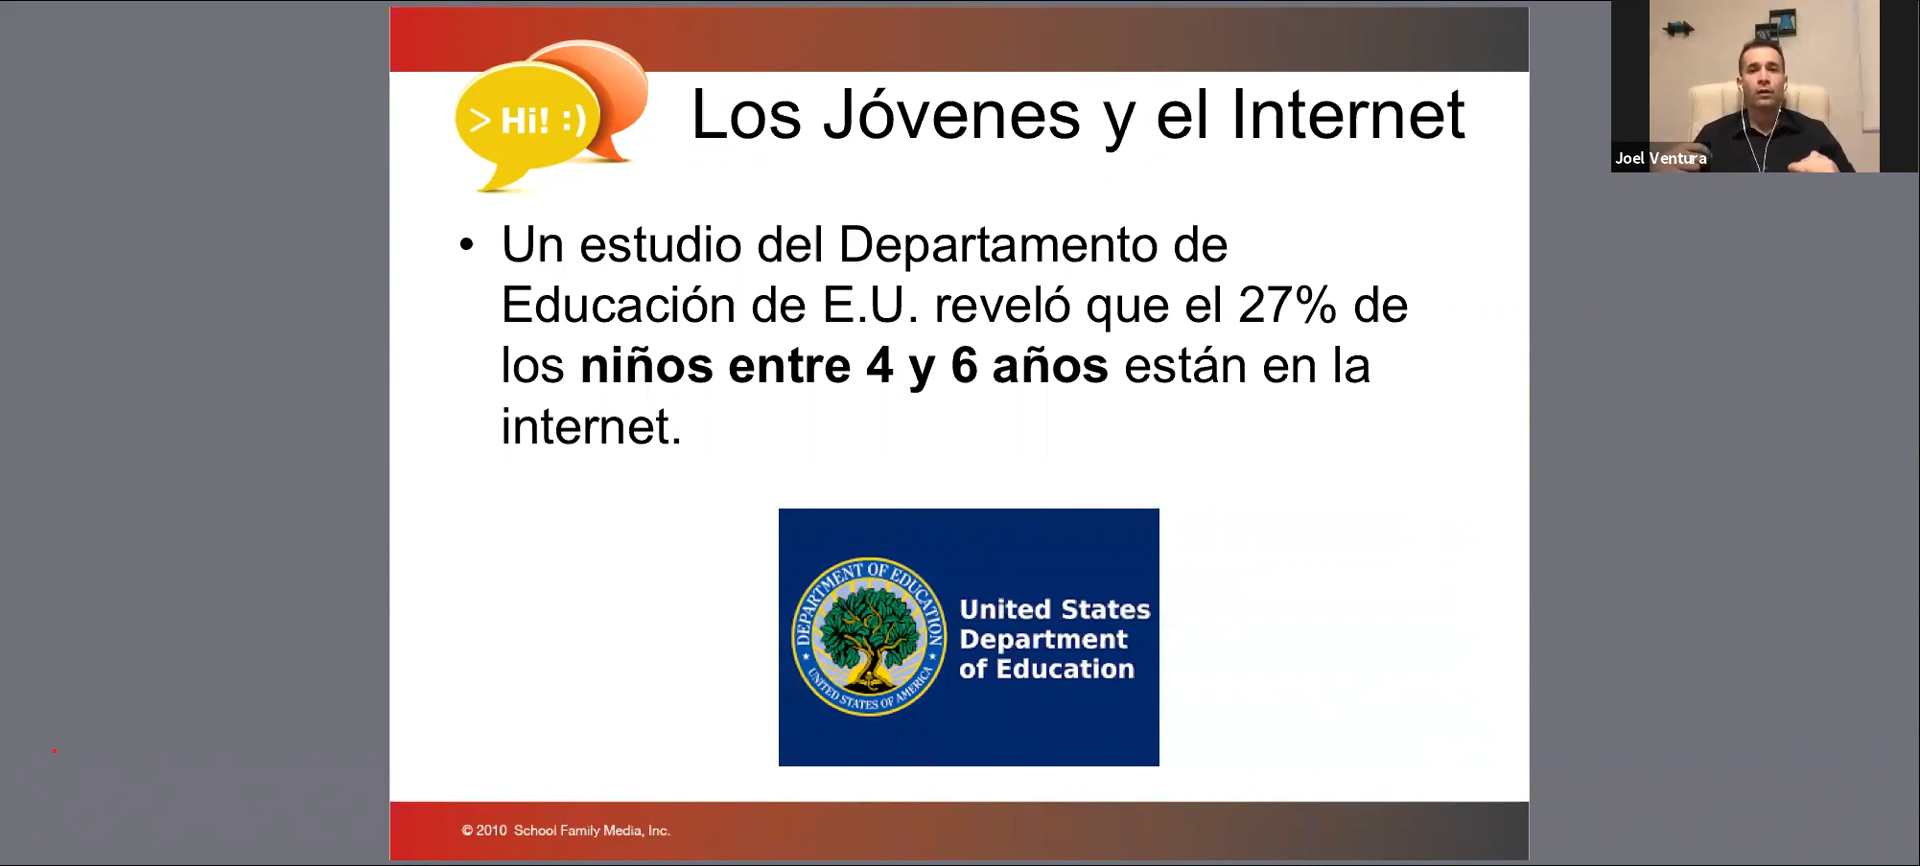 > Hi! :)
Los Jóvenes y el Internet
Joel Ventura
• Un estudio del Departamento de
Educación de E.U. reveló que el 27% de
los niños entre 4 y 6 años están en la
internet.
DEPARTMENT OF EDUCATION
UNITED STATES OF AMERICA
United States
Department
of Education
© 2010 School Family Media, Inc.